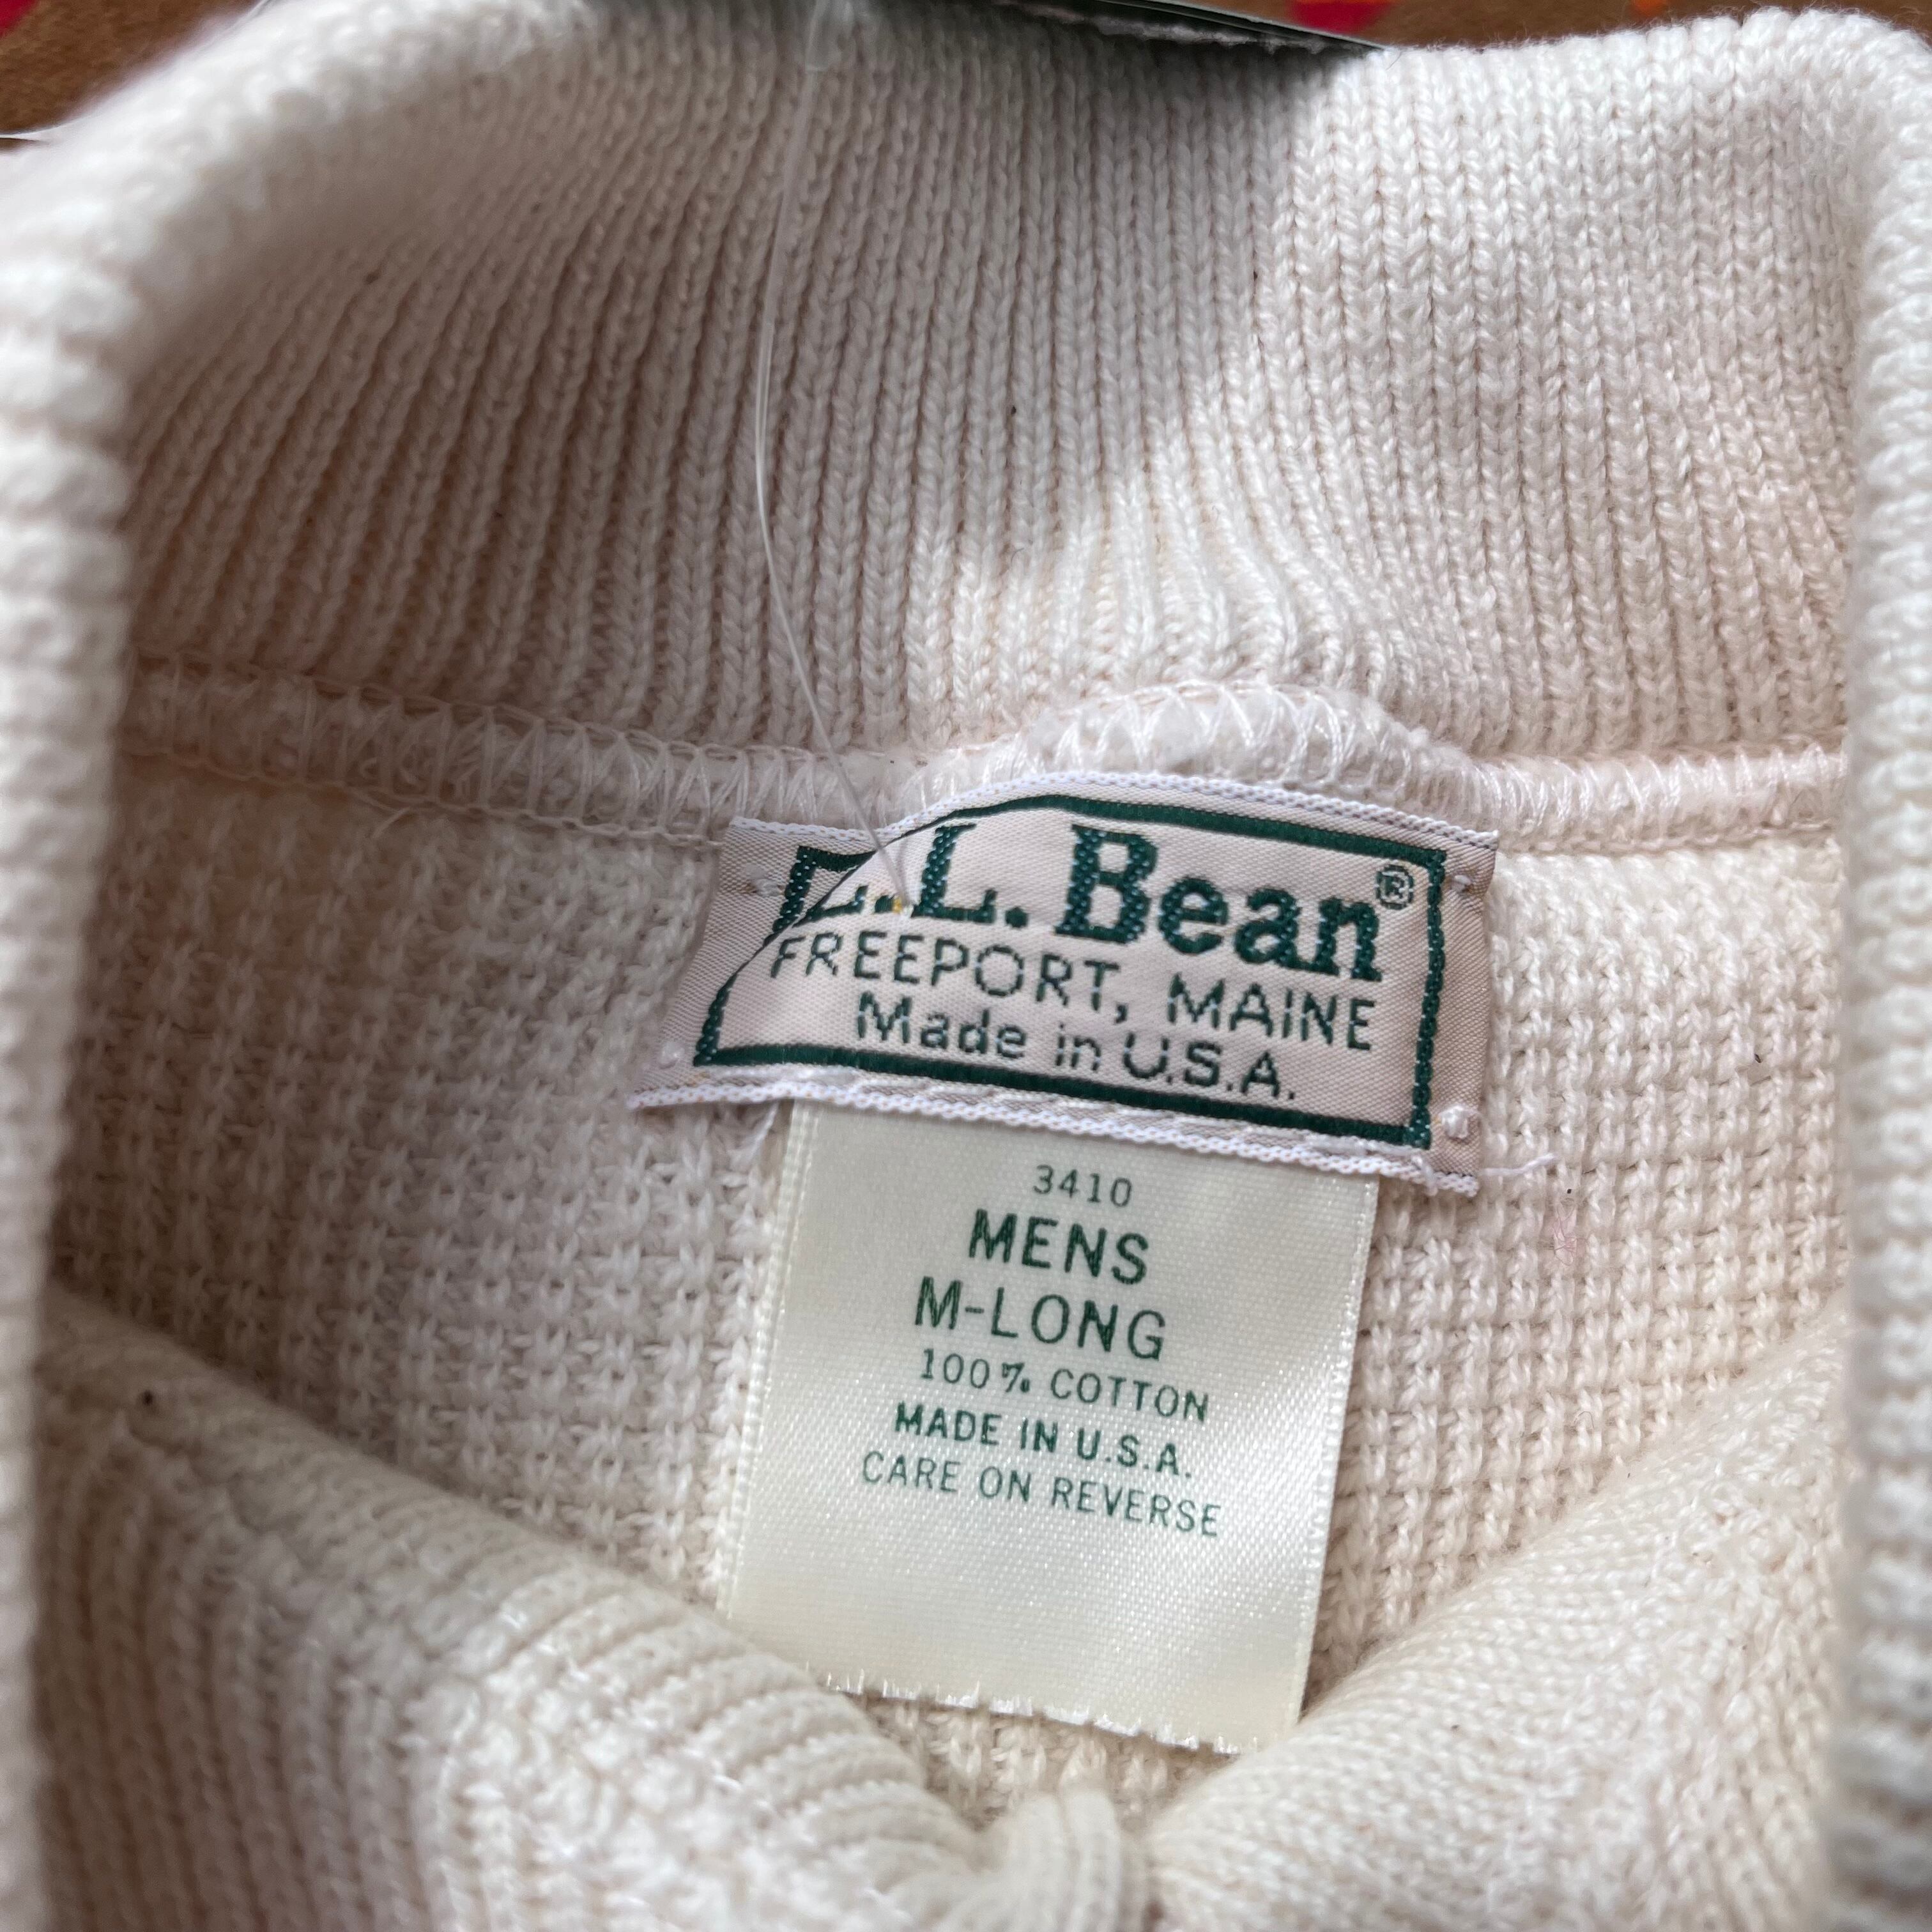 L.L.Bean®
FREEPORT, MAINE
Made in U.S.A.
3410
MENS
M-LONG
100% COTTON
MADE IN U.S.A.
CARE ON REVERSE